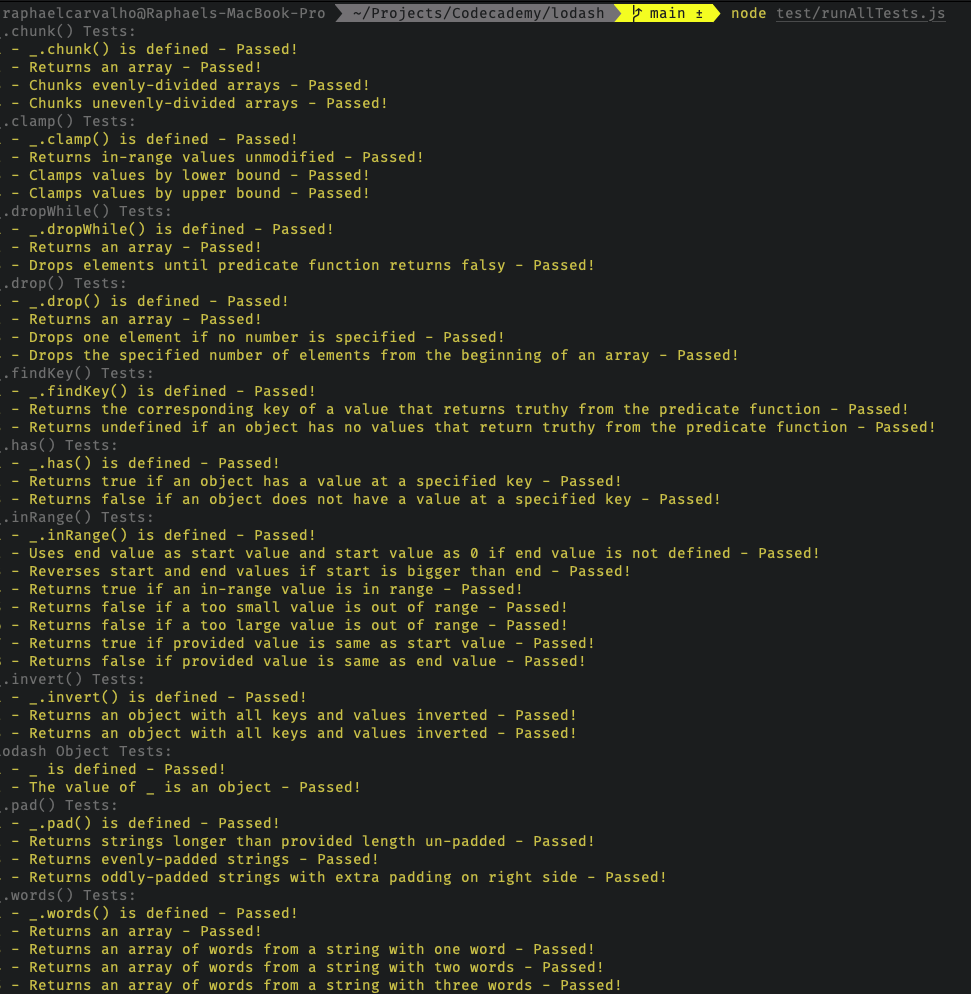 raphaelcarvalho@Raphaels-MacBook-Pro ~/Projects/Codecademy/lodash main ± node test/runAllTests.js
.chunk() Tests:
- _.chunk() is defined - Passed!
- Returns an array - Passed!
- Chunks evenly-divided arrays - Passed!
- Chunks unevenly-divided arrays - Passed!
.clamp() Tests:
- _.clamp() is defined - Passed!
- Returns in-range values unmodified - Passed!
- Clamps values by lower bound - Passed!
- Clamps values by upper bound - Passed!
.dropWhile() Tests:
- _.dropWhile() is defined - Passed!
- Returns an array - Passed!
- Drops elements until predicate function returns falsy - Passed!
.drop() Tests:
- _.drop() is defined - Passed!
- Returns an array - Passed!
- Drops one element if no number is specified - Passed!
- Drops the specified number of elements from the beginning of an array - Passed!
.findKey() Tests:
- _.findKey() is defined - Passed!
- Returns the corresponding key of a value that returns truthy from the predicate function - Passed!
- Returns undefined if an object has no values that return truthy from the predicate function - Passed!
.has() Tests:
- _.has() is defined - Passed!
- Returns true if an object has a value at a specified key - Passed!
- Returns false if an object does not have a value at a specified key - Passed!
.inRange() Tests:
- _.inRange() is defined - Passed!
- Uses end value as start value and start value as 0 if end value is not defined - Passed!
- Reverses start and end values if start is bigger than end - Passed!
- Returns true if an in-range value is in range - Passed!
- Returns false if a too small value is out of range - Passed!
- Returns false if a too large value is out of range - Passed!
- Returns true if provided value is same as start value - Passed!
- Returns false if provided value is same as end value - Passed!
.invert() Tests:
- _.invert() is defined - Passed!
- Returns an object with all keys and values inverted - Passed!
- Returns an object with all keys and values inverted - Passed!
lodash Object Tests:
- _ is defined - Passed!
- The value of _ is an object - Passed!
.pad() Tests:
- _.pad() is defined - Passed!
- Returns strings longer than provided length un-padded - Passed!
- Returns evenly-padded strings - Passed!
- Returns oddly-padded strings with extra padding on right side - Passed!
.words() Tests:
- _.words() is defined - Passed!
- Returns an array - Passed!
- Returns an array of words from a string with one word - Passed!
- Returns an array of words from a string with two words - Passed!
- Returns an array of words from a string with three words - Passed!